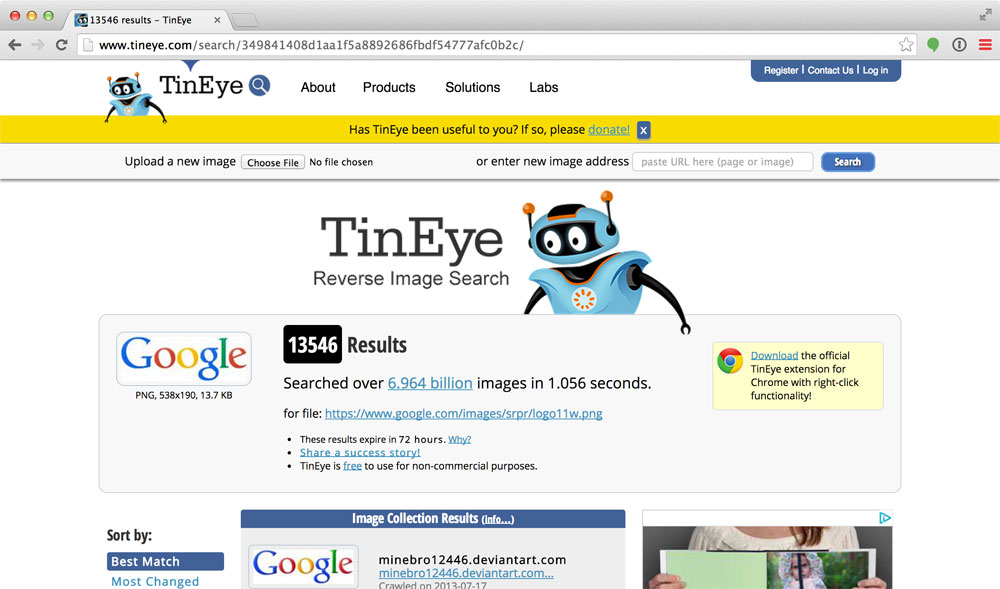 13546 results – TinEye
www.tineye.com/search/349841408d1aa1f5a8892686fbdf54777afc0b2c/
Register | Contact Us | Log in
TinEye
About Products Solutions Labs
Has TinEye been useful to you? If so, please donate! X
Upload a new image Choose File No file chosen or enter new image address paste URL here (page or image) Search
TinEye
Reverse Image Search
Google
PNG, 538x190, 13.7 KB
13546 Results
Searched over 6.964 billion images in 1.056 seconds.
for file: https://www.google.com/images/srpr/logo11w.png
• These results expire in 72 hours. Why?
• Share a success story!
• TinEye is free to use for non-commercial purposes.
Download the official
TinEye extension for
Chrome with right-click
functionality!
Sort by:
Best Match
Most Changed
Image Collection Results (info...)
Google
minebro12446.deviantart.com
minebro12446.deviantart.com...
Crawled on 2013-07-17